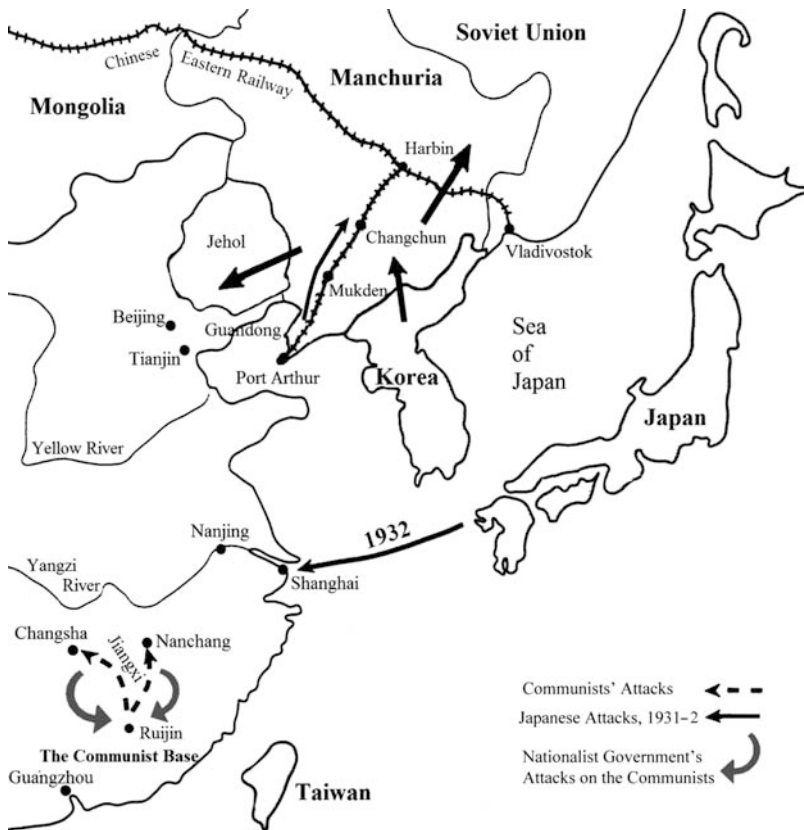 Soviet Union
Chinese
Eastern Railway
Manchuria
Mongolia
Harbin
Jehol
Changchun
Vladivostok
Mukden
Beijing
Guandong
Sea
of
Japan
Tianjin
Port Arthur
Korea
Japan
Yellow River
1932
Nanjing
Yangzi
River
Shanghai
Changsha
Jiangxi
Nanchang
Communists' Attacks
Japanese Attacks, 1931–2
Ruijin
The Communist Base
Nationalist Government's
Attacks on the Communists
Guangzhou
Taiwan